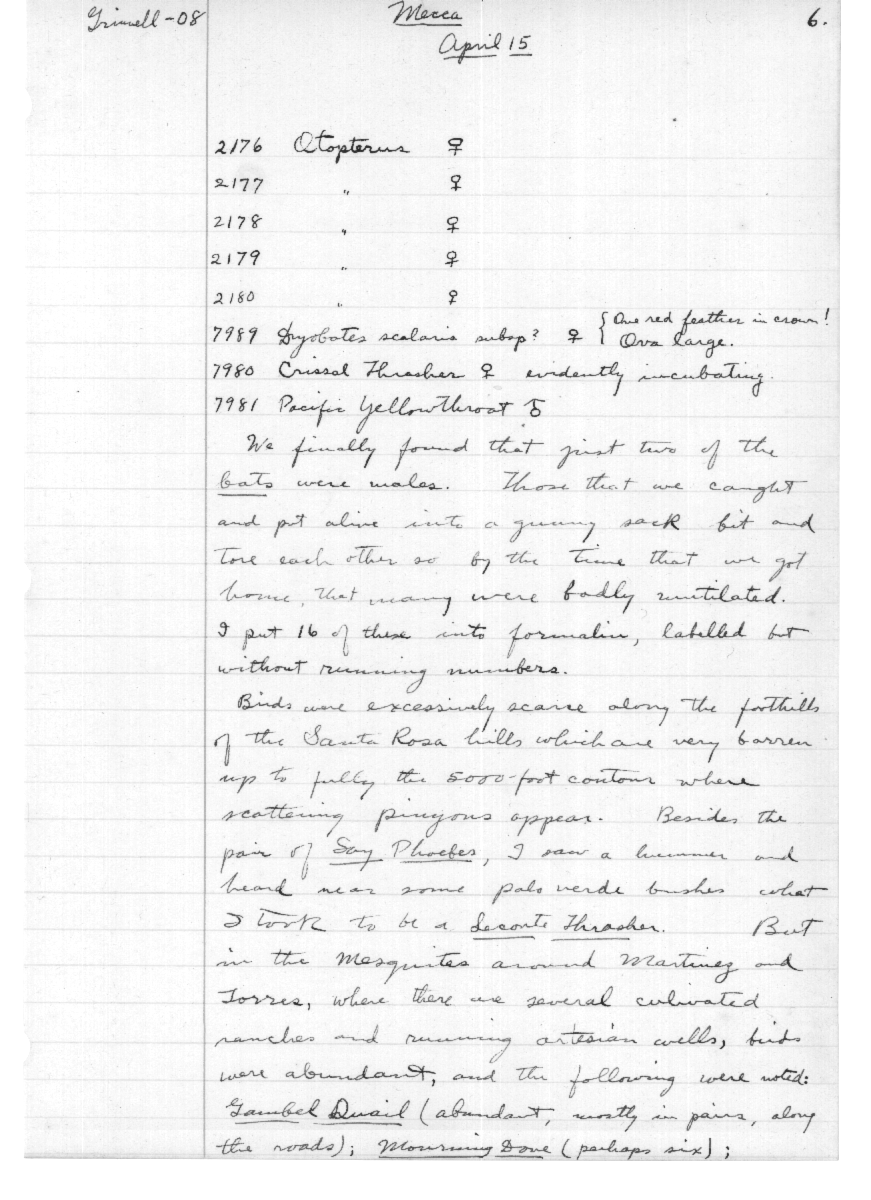 Grinnell-08
Mecca
6.
April 15
2176 Otopterus ♀
2177 " ♀
2178 " ♀
2179 " ♀
2180 " ♀
7989 Dryobates scalaris subsp? ♀ { One red feather in crown!
Ova large.
7980 Crissal Thrasher ♀ evidently incubating.
7981 Pacific Yellowthroat ♂
We finally found that just two of the
bats were males. Those that we caught
and put alive into a gunny sack bit and
tore each other so by the time that we got
home, that many were badly mutilated.
I put 16 of these into formalin, labelled but
without running numbers.
Birds were excessively scarce along the foothills
of the Santa Rosa hills which are very barren
up to fully the 5000-foot contour where
scattering pinyons appear. Besides the
pair of Say Phoebes, I saw a hummer and
heard near some palo verde bushes what
I took to be a Leconte Thrasher. But
in the Mesquites around Martinez and
Torres, where there are several cultivated
ranches and running artesian wells, birds
were abundant, and the following were noted:
Gambel Quail (abundant, mostly in pairs, along
the roads); Mourning Dove (perhaps six);